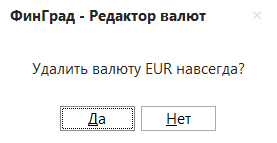 ФинГрад - Редактор валют
Удалить валюту EUR навсегда?
Да Нет